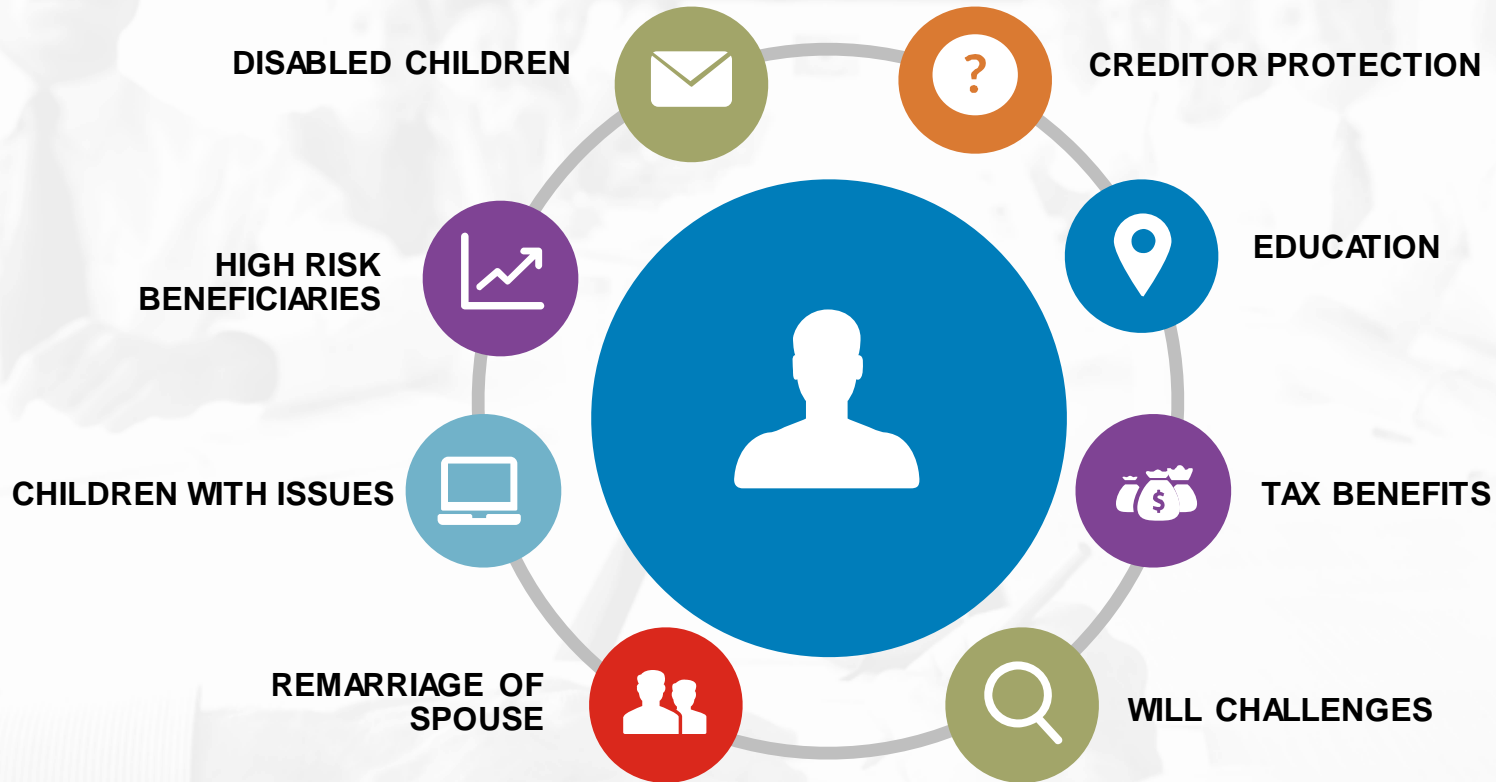 DISABLED CHILDREN
?
CREDITOR PROTECTION
HIGH RISK
BENEFICIARIES
EDUCATION
CHILDREN WITH ISSUES
$
TAX BENEFITS
REMARRIAGE OF
SPOUSE
WILL CHALLENGES